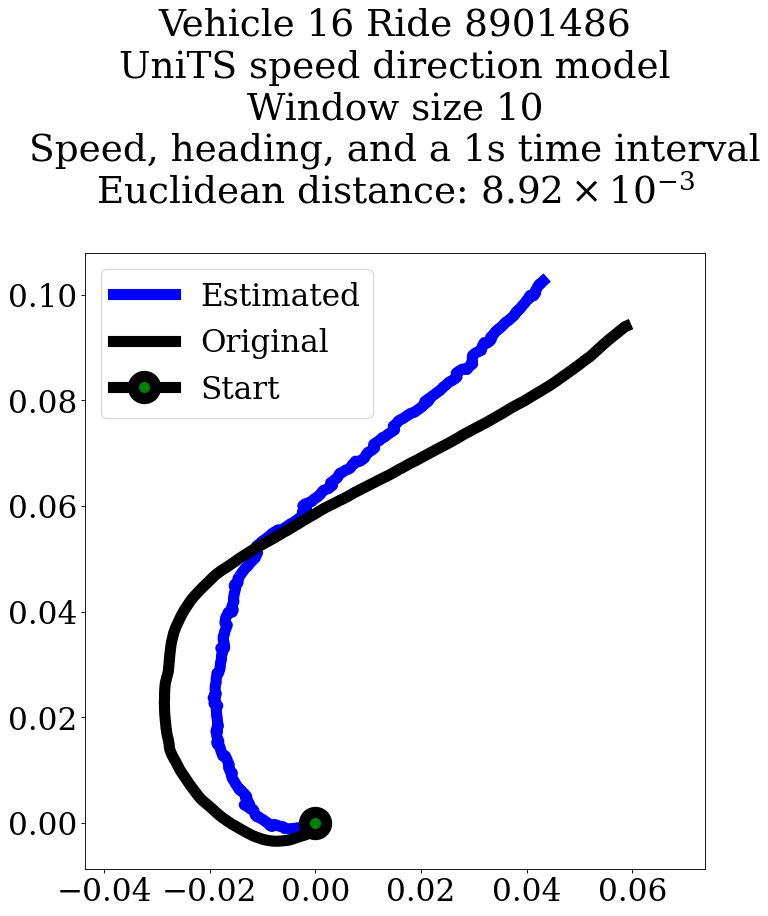 Vehicle 16 Ride 8901486
UniTS speed direction model
Window size 10
Speed, heading, and a 1s time interval
Euclidean distance: 8.92 × 10⁻³
Estimated
Original
Start
0.10
0.08
0.06
0.04
0.02
0.00
−0.04 −0.02 0.00 0.02 0.04 0.06